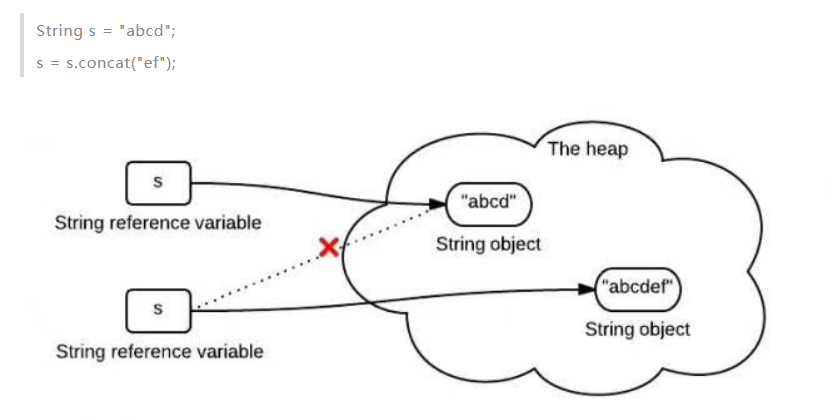 String s = "abcd";
s = s.concat("ef");
The heap
s
"abcd"
String reference variable
String object
s
"abcdef"
String object
String reference variable